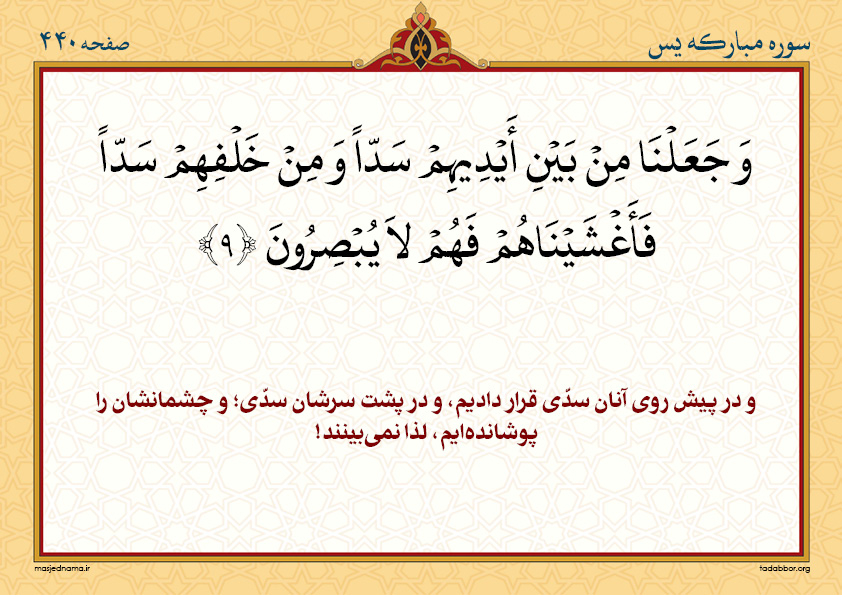 سوره مبارکه یس
صفحه ۴۴۰
وَ جَعَلْنَا مِنْ بَيْنِ أَيْدِيهِمْ سَدّاً وَ مِنْ خَلْفِهِمْ سَدّاً
فَأَغْشَيْنَاهُمْ فَهُمْ لاَ يُبْصِرُونَ ﴿۹﴾
و در پیش روی آنان سدّی قرار دادیم، و در پشت سرشان سدّی؛ و چشمانشان را
پوشانده‌ایم، لذا نمی‌بینند!
masjednama.ir
tadabbor.org